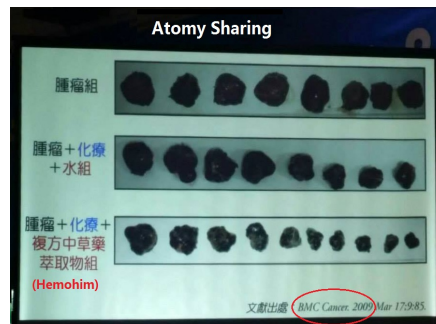 Atomy Sharing
腫瘤組
腫瘤+化療
+水組
腫瘤+化療+
複方中草藥
萃取物組
(Hemohim)
文獻出處 BMC Cancer. 2009 Mar 17;9:85.